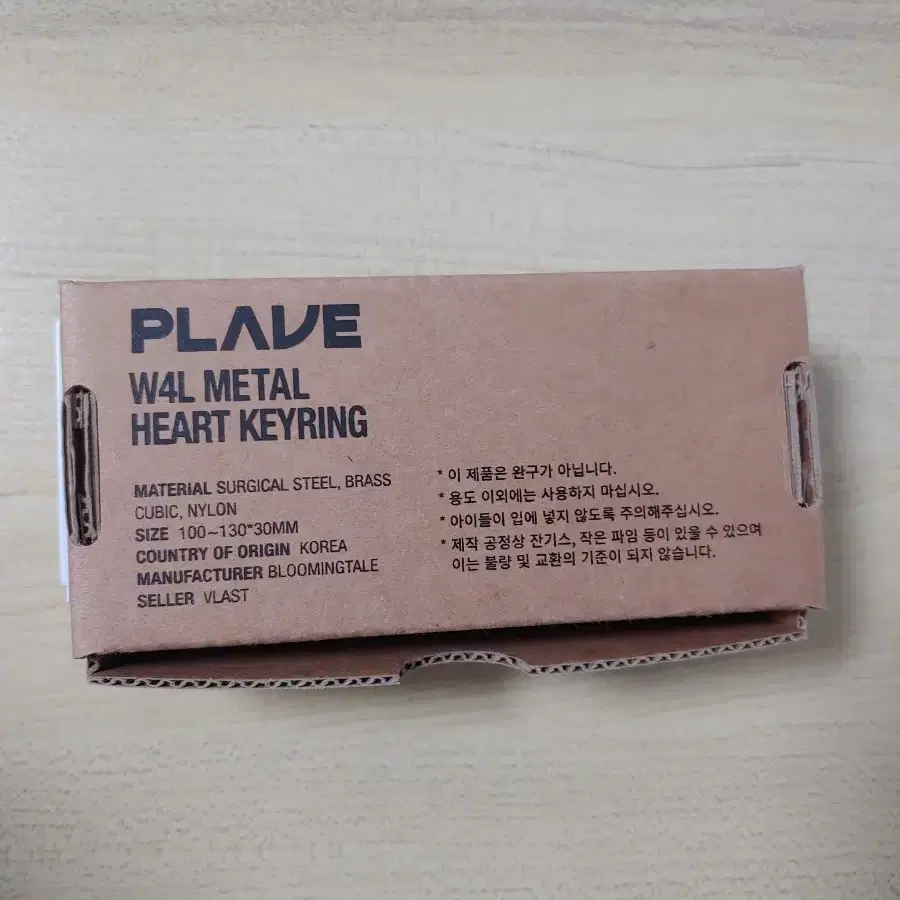 PLAVE
W4L METAL
HEART KEYRING
MATERIAL SURGICAL STEEL, BRASS
CUBIC, NYLON
SIZE 100~130*30MM
COUNTRY OF ORIGIN KOREA
MANUFACTURER BLOOMINGTALE
SELLER VLAST
* 이 제품은 완구가 아닙니다.
* 용도 이외에는 사용하지 마십시오.
* 아이들이 입에 넣지 않도록 주의해주십시오.
* 제작 공정상 잔기스, 작은 파임 등이 있을 수 있으며
이는 불량 및 교환의 기준이 되지 않습니다.